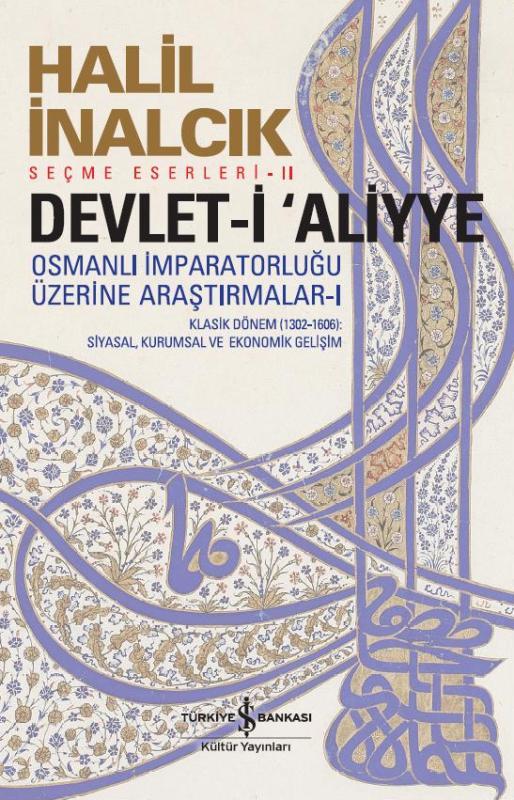 HALİL
İNALCIK
SEÇME ESERLERİ - II
DEVLET-İ ‘ALİYYE
OSMANLI İMPARATORLUĞU
ÜZERİNE ARAŞTIRMALAR-I
KLASİK DÖNEM (1302-1606):
SİYASAL, KURUMSAL VE EKONOMİK GELİŞİM
TÜRKİYE İŞ BANKASI
Kültür Yayınları